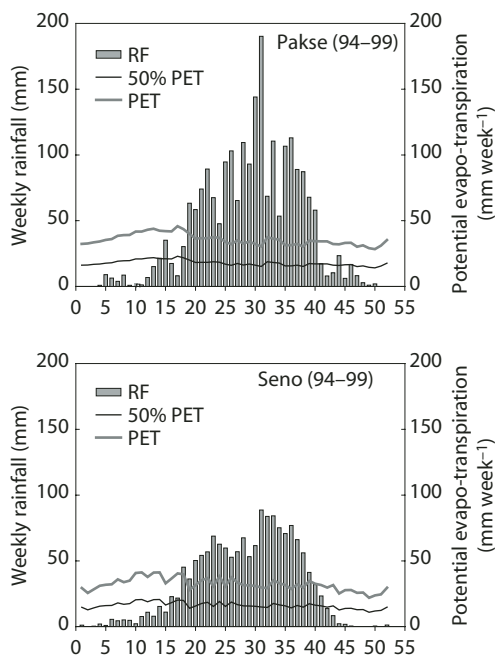 Pakse (94–99)
RF
50% PET
PET
Weekly rainfall (mm)
Potential evapo-transpiration
(mm week⁻¹)
200
150
100
50
0
200
150
100
50
0
0 5 10 15 20 25 30 35 40 45 50 55
Seno (94–99)
RF
50% PET
PET
Weekly rainfall (mm)
Potential evapo-transpiration
(mm week⁻¹)
200
150
100
50
0
200
150
100
50
0
0 5 10 15 20 25 30 35 40 45 50 55